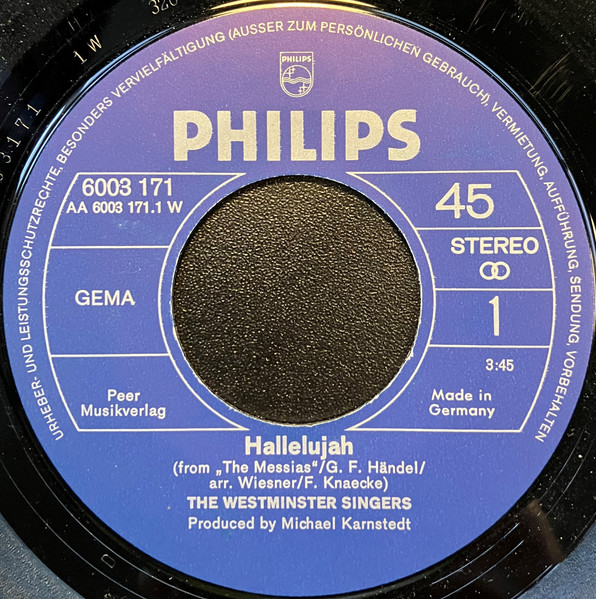 URHEBER- UND LEISTUNGSSCHUTZRECHTE, BESONDERS VERVIELFÄLTIGUNG (AUSSER ZUM PERSÖNLICHEN GEBRAUCH), VERMIETUNG, AUFFÜHRUNG, SENDUNG, VORBEHALTEN
PHILIPS
PHILIPS
6003 171
AA 6003 171.1 W
45
STEREO
GEMA
1
3:45
Peer
Musikverlag
Made in
Germany
Hallelujah
(from „The Messias“/G. F. Händel/
arr. Wiesner/F. Knaecke)
THE WESTMINSTER SINGERS
Produced by Michael Karnstedt
1 W